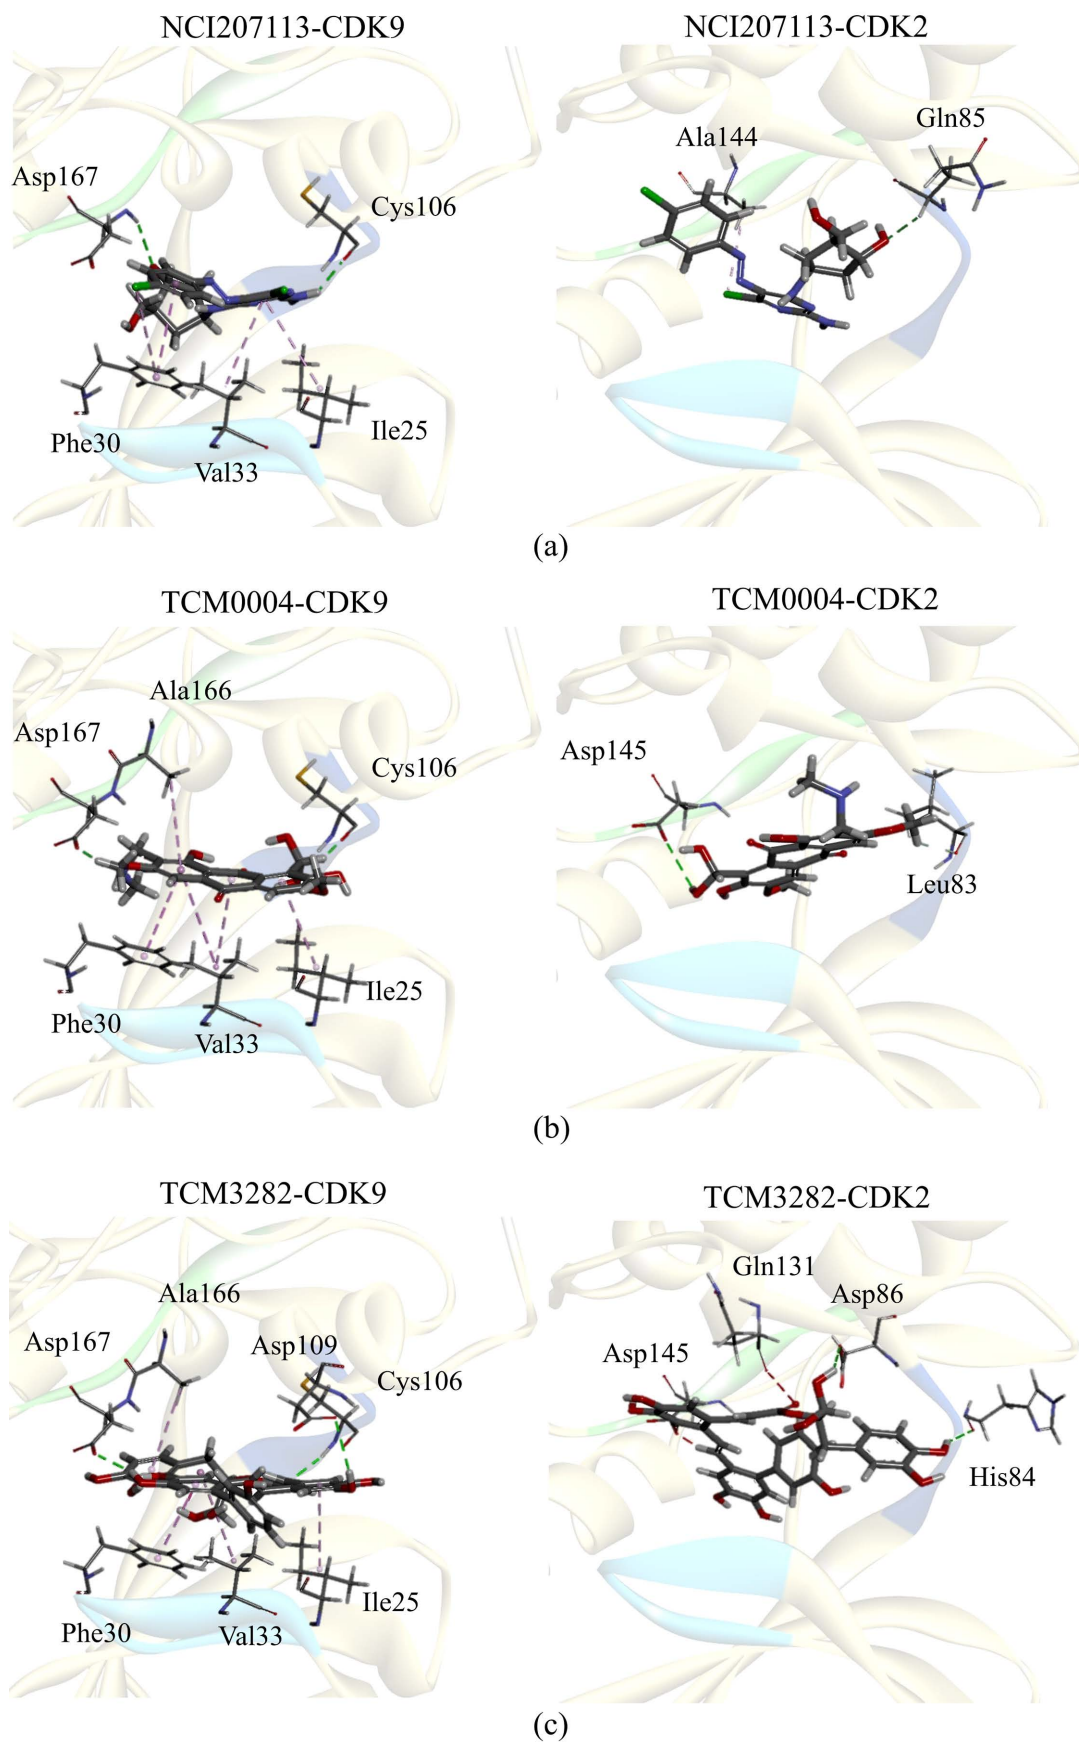 NCI207113-CDK9
NCI207113-CDK2
Asp167
Cys106
Phe30
Val33
Ile25
Ala144
Gln85
(a)
TCM0004-CDK9
TCM0004-CDK2
Ala166
Asp167
Cys106
Phe30
Val33
Ile25
Asp145
Leu83
(b)
TCM3282-CDK9
TCM3282-CDK2
Ala166
Asp167
Asp109
Cys106
Phe30
Val33
Ile25
Gln131
Asp86
Asp145
His84
(c)